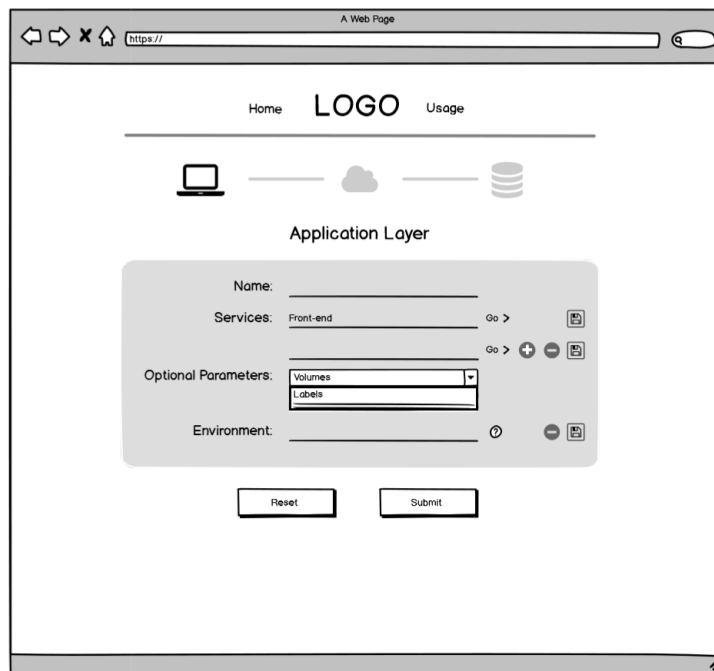 A Web Page
https://
Home LOGO Usage
Application Layer
Name:
Services: Front-end Go >
Go >
Optional Parameters: Volumes
Labels
Environment: ?
Reset Submit